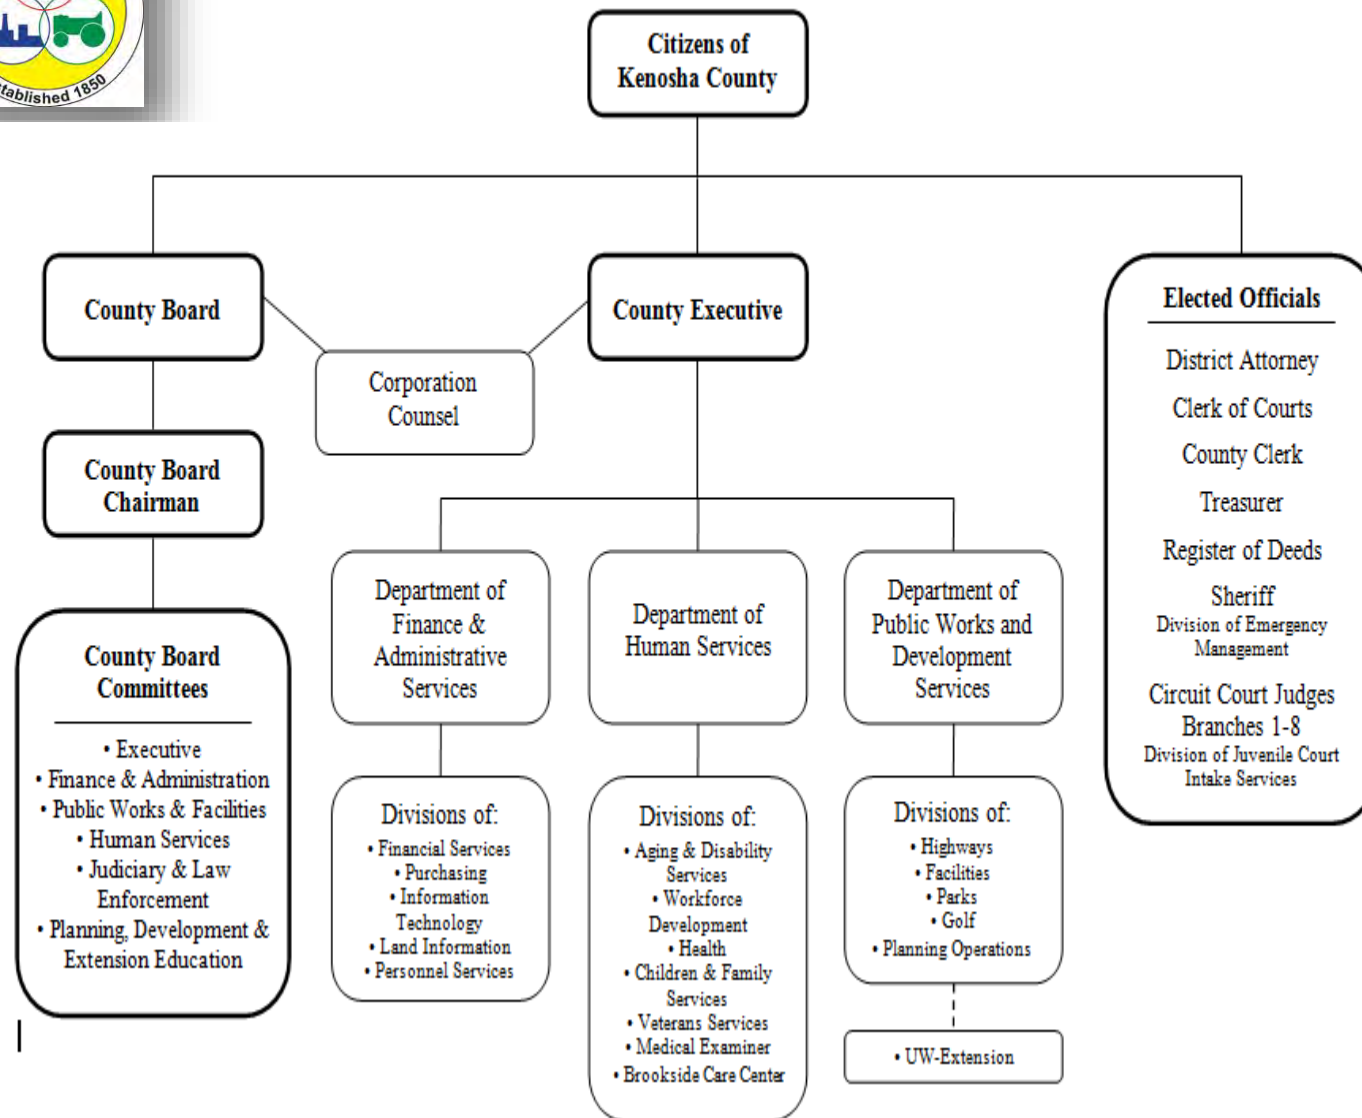 Established 1850
Citizens of
Kenosha County
County Board
County Executive
Corporation
Counsel
County Board
Chairman
County Board
Committees
• Executive
• Finance & Administration
• Public Works & Facilities
• Human Services
• Judiciary & Law
Enforcement
• Planning, Development &
Extension Education
Department of
Finance &
Administrative
Services
Divisions of:
• Financial Services
• Purchasing
• Information
Technology
• Land Information
• Personnel Services
Department of
Human Services
Divisions of:
• Aging & Disability
Services
• Workforce
Development
• Health
• Children & Family
Services
• Veterans Services
• Medical Examiner
• Brookside Care Center
Department of
Public Works and
Development
Services
Divisions of:
• Highways
• Facilities
• Parks
• Golf
• Planning Operations
• UW-Extension
Elected Officials
District Attorney
Clerk of Courts
County Clerk
Treasurer
Register of Deeds
Sheriff
Division of Emergency
Management
Circuit Court Judges
Branches 1-8
Division of Juvenile Court
Intake Services